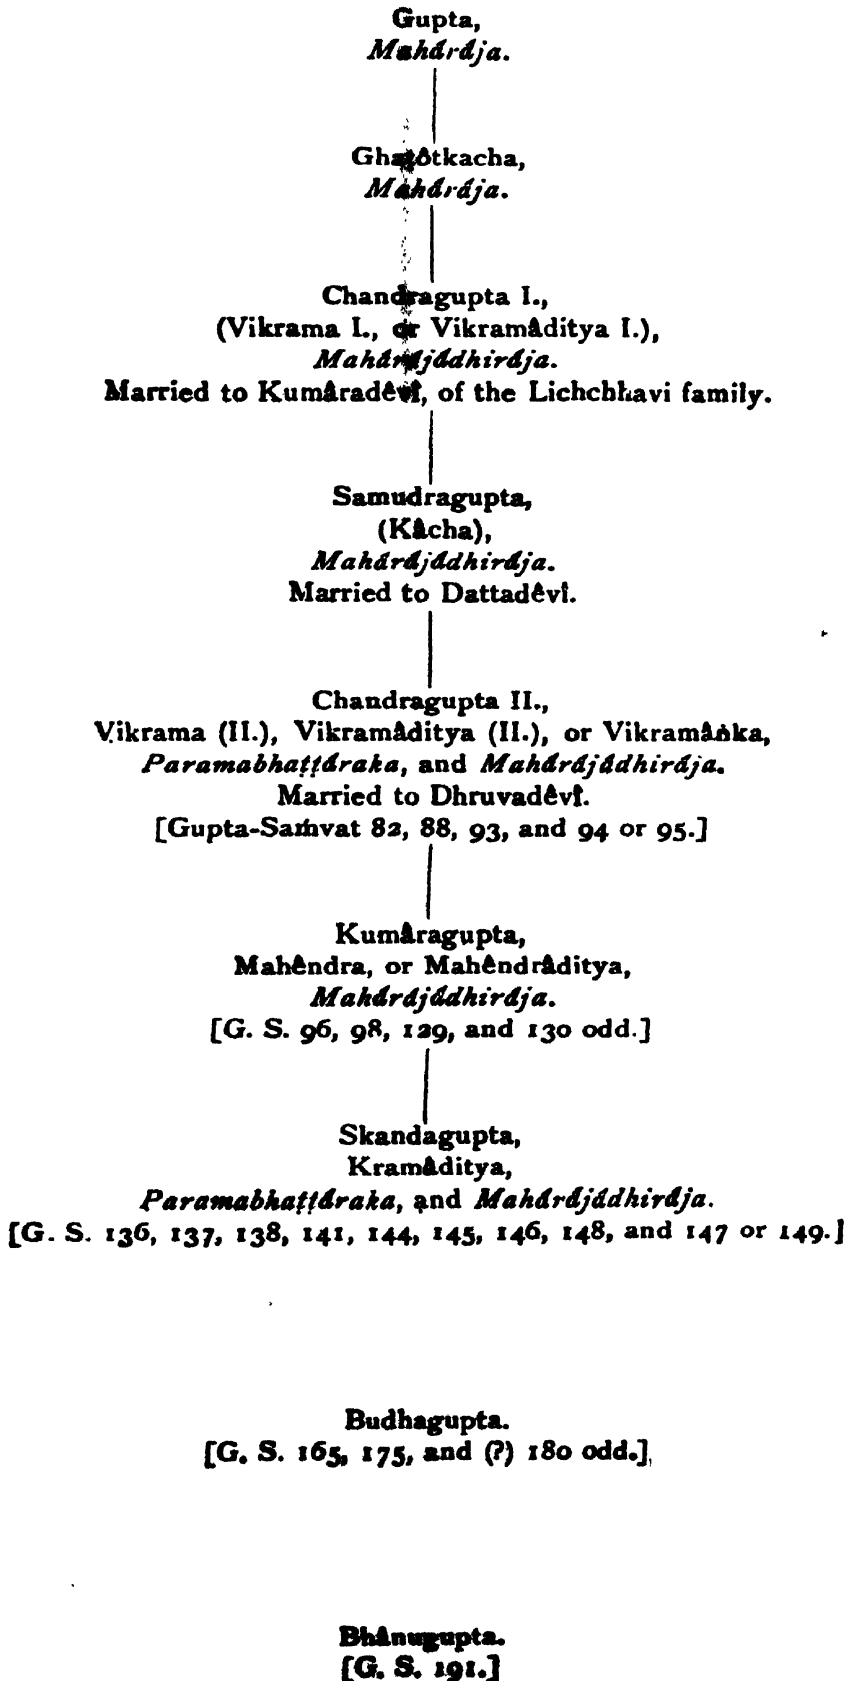 Gupta,
Mahárája.
Ghaṭôtkacha,
Mahárája.
Chandragupta I.,
(Vikrama I., or Vikramâditya I.),
Mahárájádhirája.
Married to Kumâradêvî, of the Lichchhavi family.
Samudragupta,
(Kâcha),
Mahárájádhirája.
Married to Dattadêvî.
Chandragupta II.,
Vikrama (II.), Vikramâditya (II.), or Vikramâṅka,
Paramabhaṭṭáraka, and Mahárájádhirája.
Married to Dhruvadêvî.
[Gupta-Saṁvat 82, 88, 93, and 94 or 95.]
Kumâragupta,
Mahêndra, or Mahêndrâditya,
Mahárájádhirája.
[G. S. 96, 98, 129, and 130 odd.]
Skandagupta,
Kramâditya,
Paramabhaṭṭáraka, and Mahárájádhirája.
[G. S. 136, 137, 138, 141, 144, 145, 146, 148, and 147 or 149.]
Budhagupta.
[G. S. 165, 175, and (?) 180 odd.]
Bhânugupta.
[G. S. 191.]